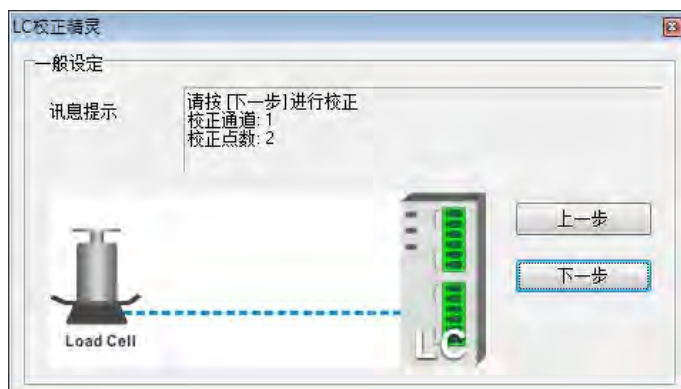 LC校正精灵
一般设定
讯息提示
请按 [下一步] 进行校正
校正通道: 1
校正点数: 2
上一步
下一步
Load Cell
LC